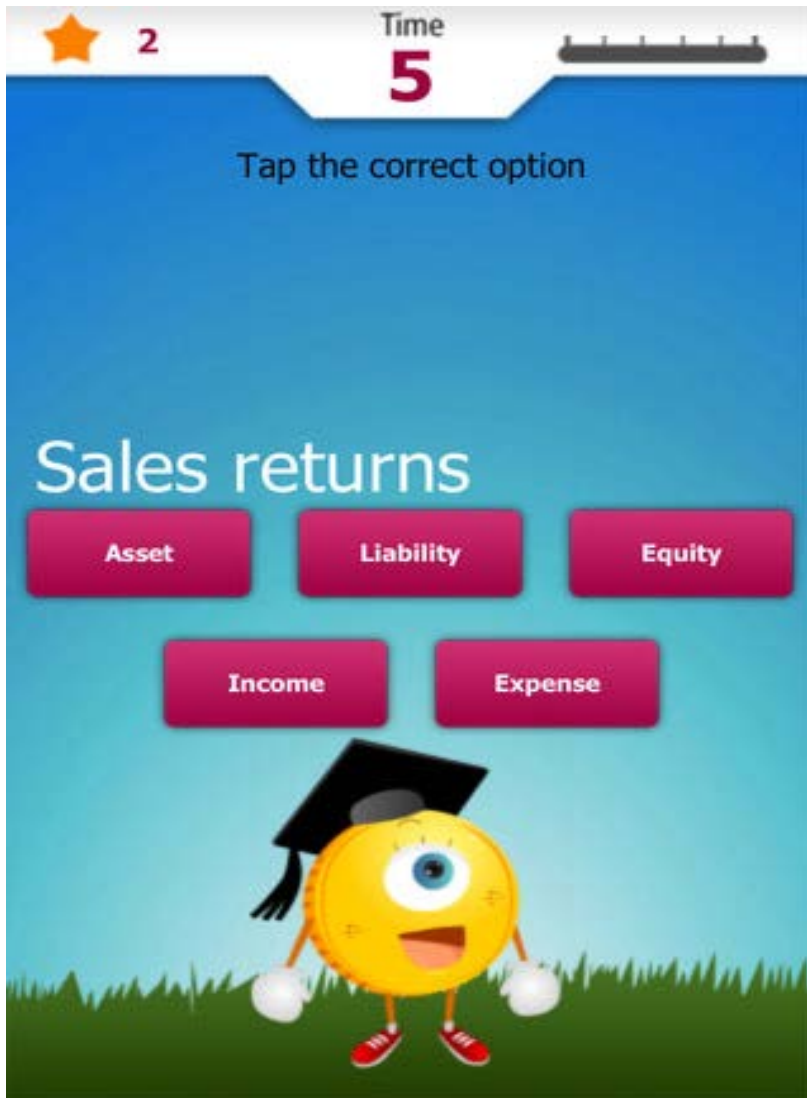 2
Time
5
Tap the correct option
Sales returns
Asset Liability Equity
Income Expense